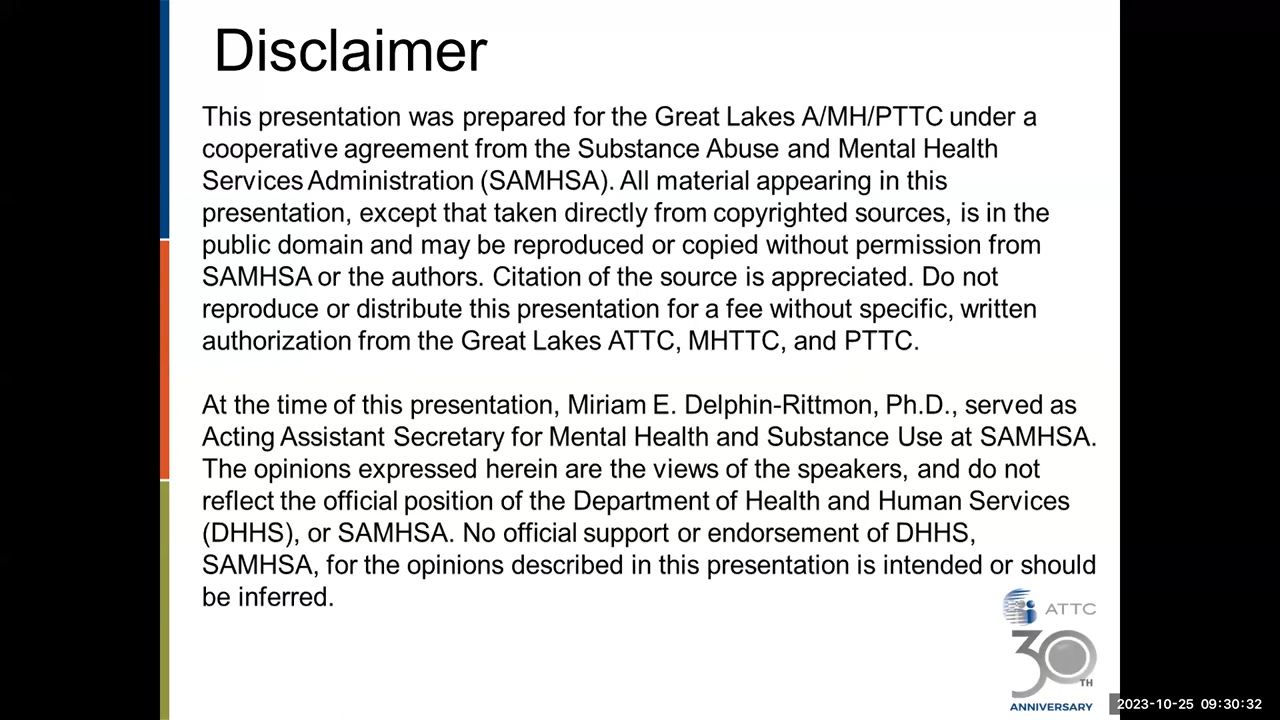 Disclaimer
This presentation was prepared for the Great Lakes A/MH/PTTC under a
cooperative agreement from the Substance Abuse and Mental Health
Services Administration (SAMHSA). All material appearing in this
presentation, except that taken directly from copyrighted sources, is in the
public domain and may be reproduced or copied without permission from
SAMHSA or the authors. Citation of the source is appreciated. Do not
reproduce or distribute this presentation for a fee without specific, written
authorization from the Great Lakes ATTC, MHTTC, and PTTC.
At the time of this presentation, Miriam E. Delphin-Rittmon, Ph.D., served as
Acting Assistant Secretary for Mental Health and Substance Use at SAMHSA.
The opinions expressed herein are the views of the speakers, and do not
reflect the official position of the Department of Health and Human Services
(DHHS), or SAMHSA. No official support or endorsement of DHHS,
SAMHSA, for the opinions described in this presentation is intended or should
be inferred.
ATTC
30TH
ANNIVERSARY
2023-10-25 09:30:32